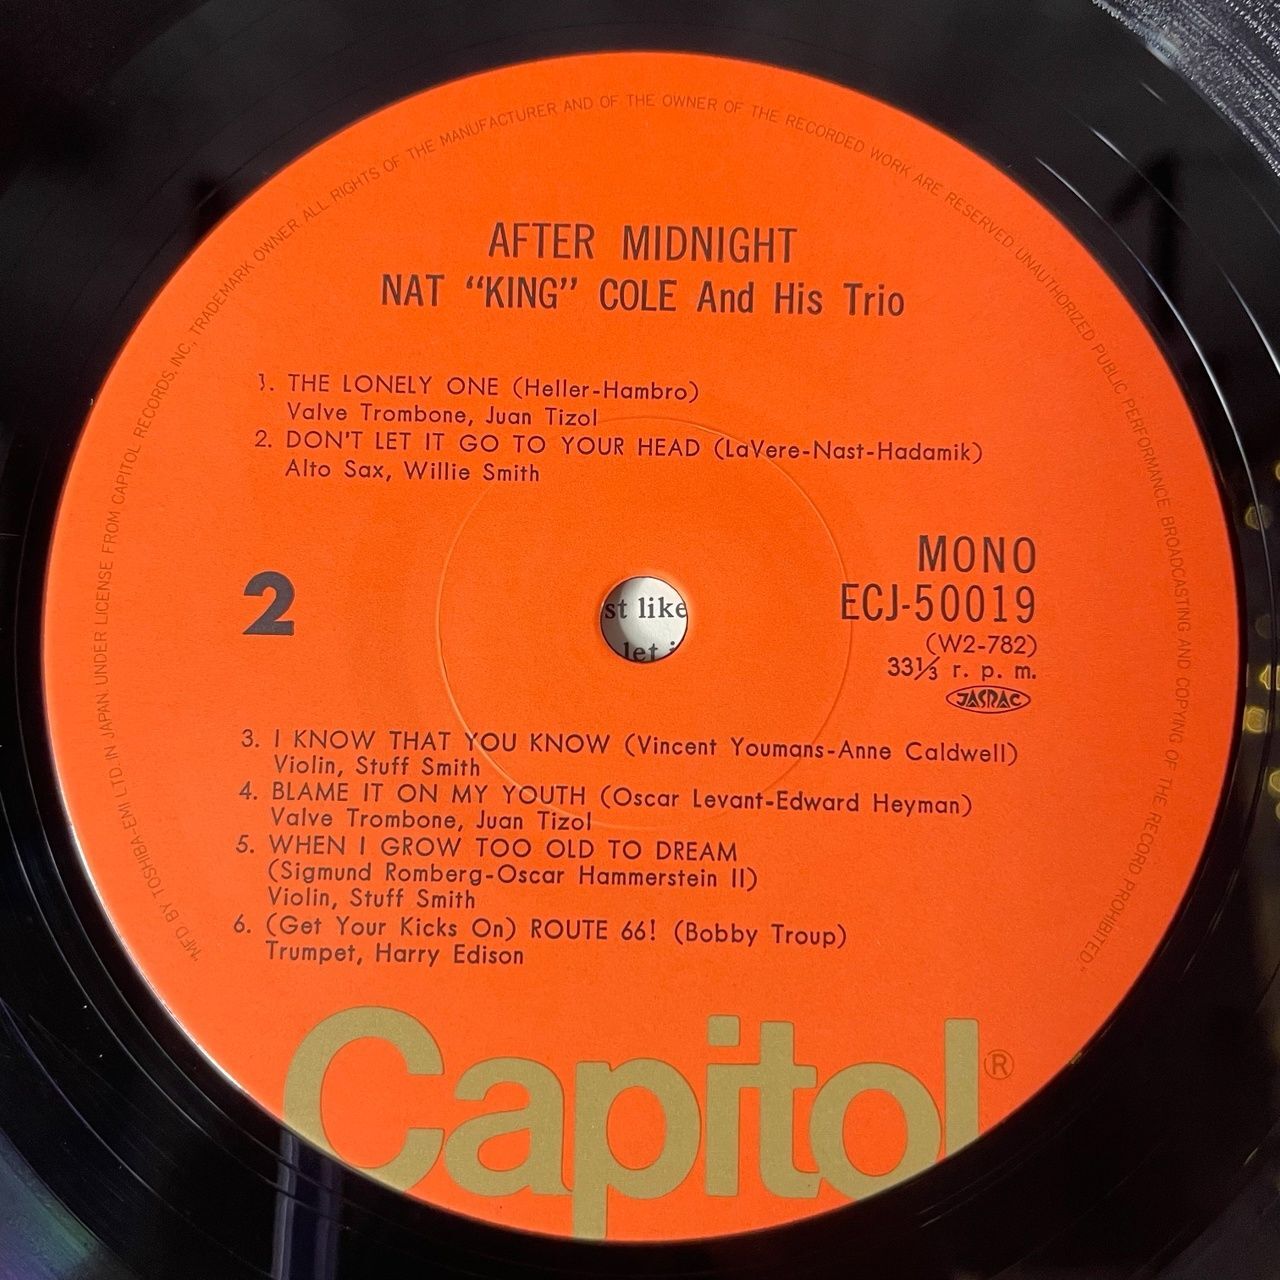 "MFD BY TOSHIBA-EMI LTD. IN JAPAN UNDER LICENSE FROM CAPITOL RECORDS, INC., TRADEMARK OWNER ALL RIGHTS OF THE MANUFACTURER AND OF THE OWNER OF THE RECORDED WORK ARE RESERVED. UNAUTHORIZED PUBLIC PERFORMANCE BROADCASTING AND COPYING OF THE RECORD PROHIBITED."
AFTER MIDNIGHT
NAT “KING” COLE And His Trio
1. THE LONELY ONE (Heller-Hambro)
Valve Trombone, Juan Tizol
2. DON'T LET IT GO TO YOUR HEAD (LaVere-Nast-Hadamik)
Alto Sax, Willie Smith
2
MONO
ECJ-50019
(W2-782)
33⅓ r. p. m.
JASRAC
st like
let
3. I KNOW THAT YOU KNOW (Vincent Youmans-Anne Caldwell)
Violin, Stuff Smith
4. BLAME IT ON MY YOUTH (Oscar Levant-Edward Heyman)
Valve Trombone, Juan Tizol
5. WHEN I GROW TOO OLD TO DREAM
(Sigmund Romberg-Oscar Hammerstein II)
Violin, Stuff Smith
6. (Get Your Kicks On) ROUTE 66! (Bobby Troup)
Trumpet, Harry Edison
Capitol®